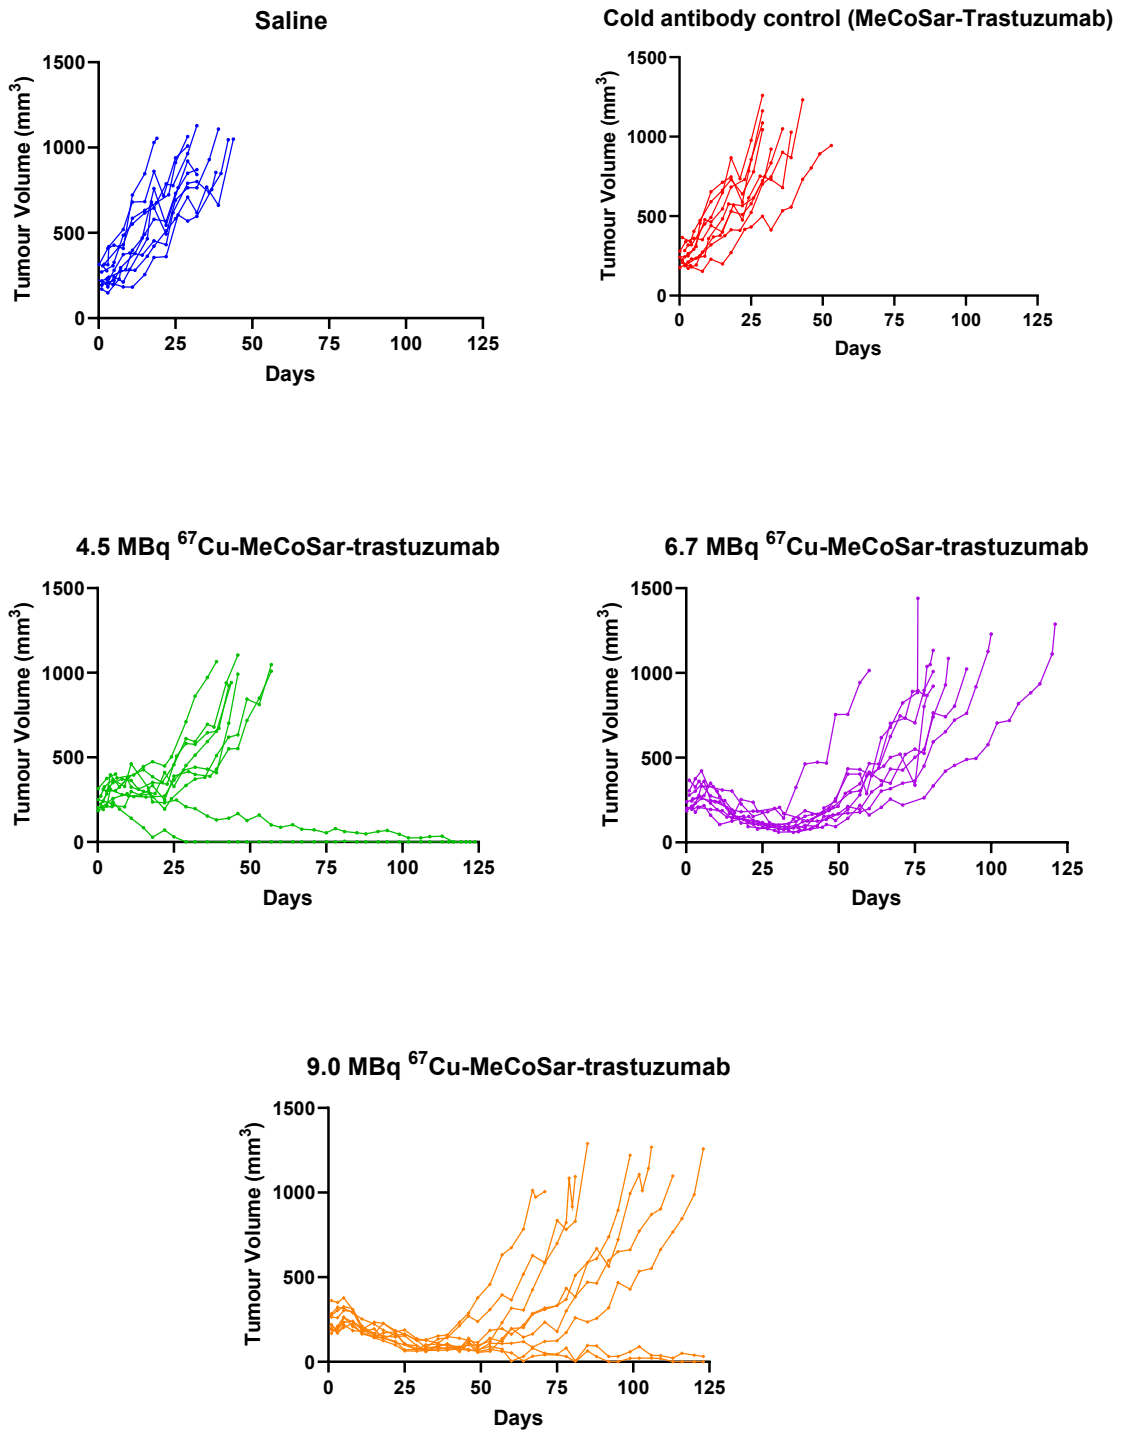 Saline
Cold antibody control (MeCoSar-Trastuzumab)
Tumour Volume (mm³)
1500
1000
500
0
0 25 50 75 100 125
Days
Tumour Volume (mm³)
1500
1000
500
0
0 25 50 75 100 125
Days
4.5 MBq ⁶⁷Cu-MeCoSar-trastuzumab
6.7 MBq ⁶⁷Cu-MeCoSar-trastuzumab
Tumour Volume (mm³)
1500
1000
500
0
0 25 50 75 100 125
Days
Tumour Volume (mm³)
1500
1000
500
0
0 25 50 75 100 125
Days
9.0 MBq ⁶⁷Cu-MeCoSar-trastuzumab
Tumour Volume (mm³)
1500
1000
500
0
0 25 50 75 100 125
Days